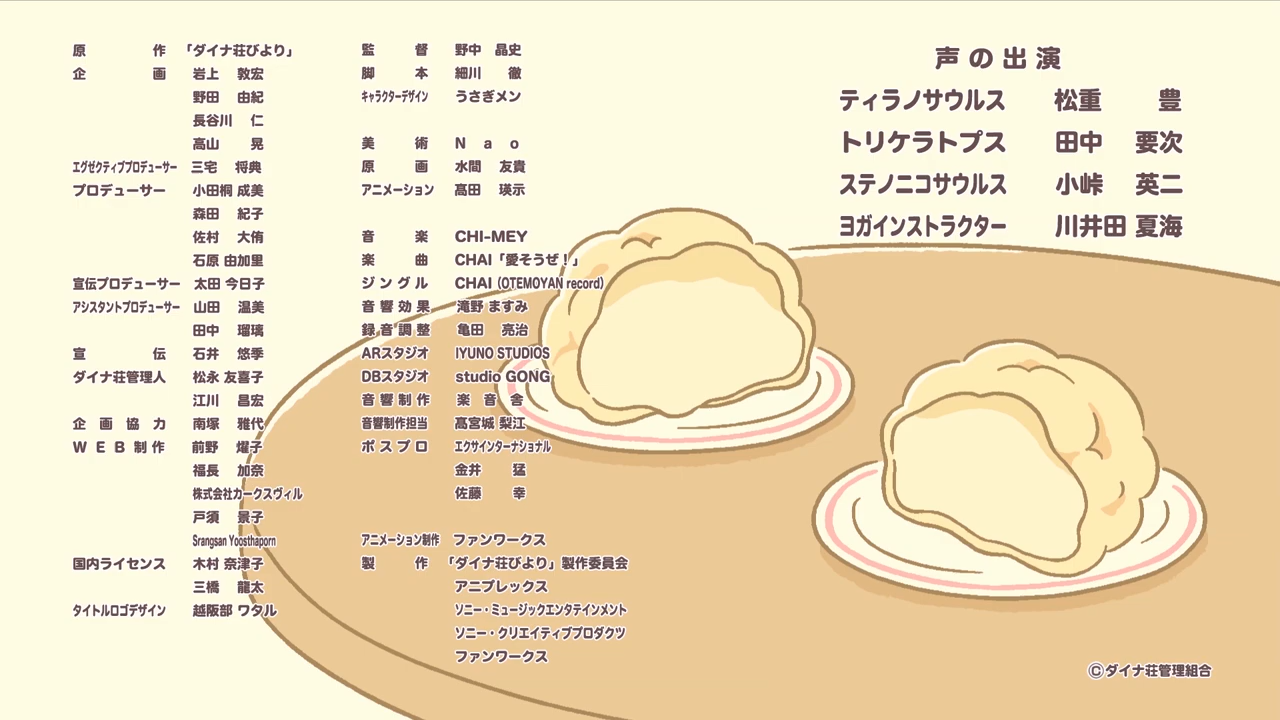 原作 「ダイナ荘びより」
企画 岩上 敦宏
野田 由紀
長谷川 仁
高山 晃
エグゼクティブプロデューサー 三宅 将典
プロデューサー 小田桐 成美
森田 紀子
佐村 大侑
石原 由加里
宣伝プロデューサー 太田 今日子
アシスタントプロデューサー 山田 温美
田中 瑠璃
宣伝 石井 悠季
ダイナ荘管理人 松永 友喜子
江川 昌宏
企画協力 南塚 雅代
WEB制作 前野 燿子
福長 加奈
株式会社カークスヴィル
戸須 景子
Srangsan Yoosthaporn
国内ライセンス 木村 奈津子
三橋 龍太
タイトルロゴデザイン 越阪部 ワタル
監督 野中 晶史
脚本 細川 徹
キャラクターデザイン うさぎメン
美術 Nao
原画 水間 友貴
アニメーション 髙田 瑛示
音楽 CHI-MEY
楽曲 CHAI「愛そうぜ！」
ジングル CHAI (OTEMOYAN record)
音響効果 滝野 ますみ
録音調整 亀田 亮治
ARスタジオ IYUNO STUDIOS
DBスタジオ studio GONG
音響制作 楽音舎
音響制作担当 髙宮城 梨江
ポスプロ エクサインターナショナル
金井 猛
佐藤 幸
アニメーション制作 ファンワークス
製作 「ダイナ荘びより」製作委員会
アニプレックス
ソニー・ミュージックエンタテインメント
ソニー・クリエイティブプロダクツ
ファンワークス
声の出演
ティラノサウルス 松重 豊
トリケラトプス 田中 要次
ステノニコサウルス 小峠 英二
ヨガインストラクター 川井田 夏海
©ダイナ荘管理組合